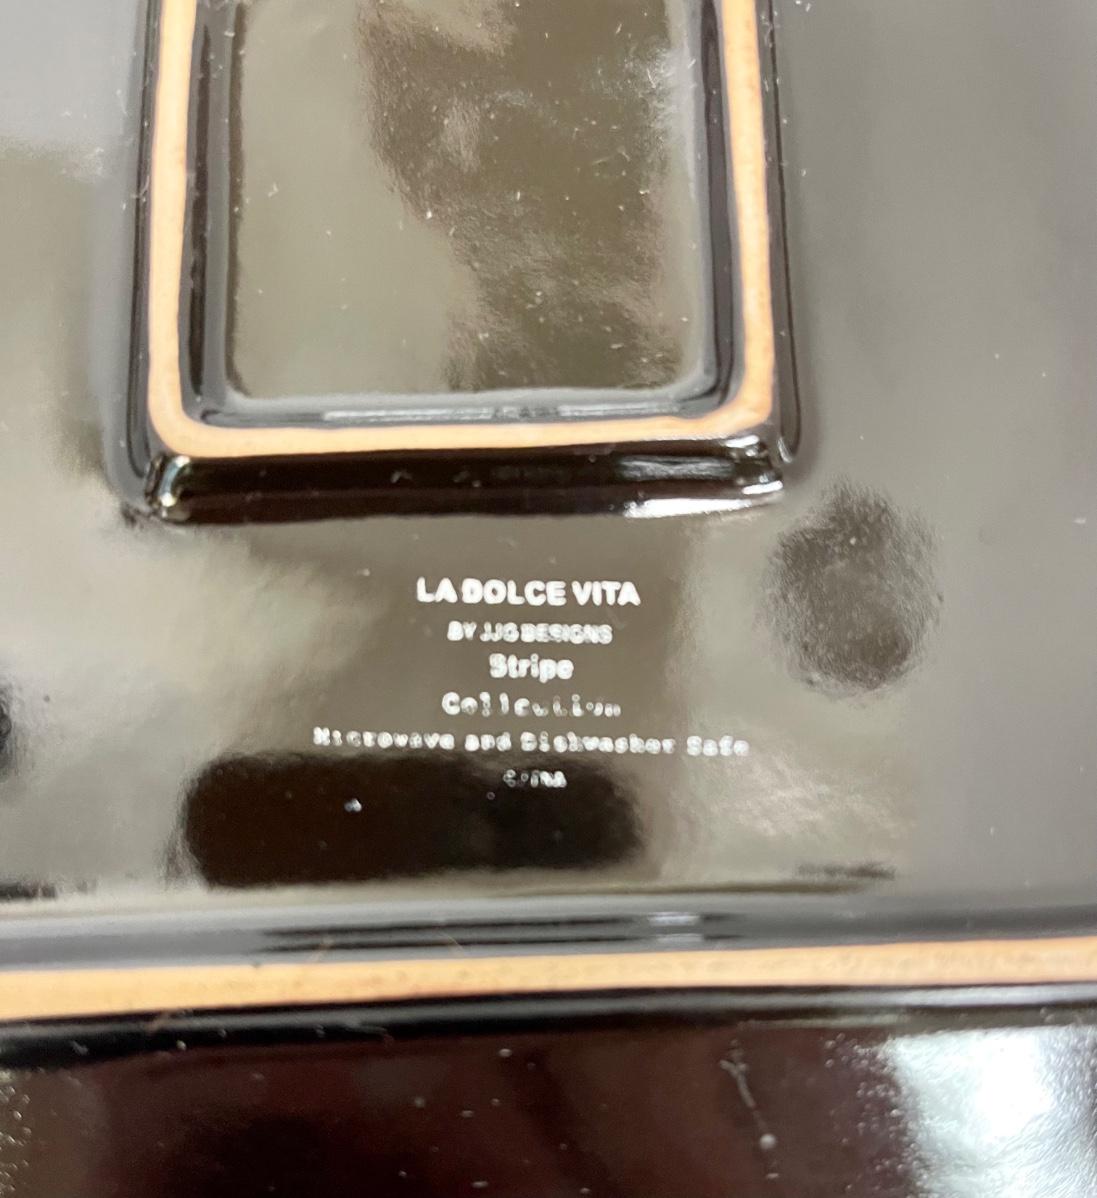 LA DOLCE VITA
BY JJG DESIGNS
Stripe
Collection
Microwave and Dishwasher Safe
CHINA